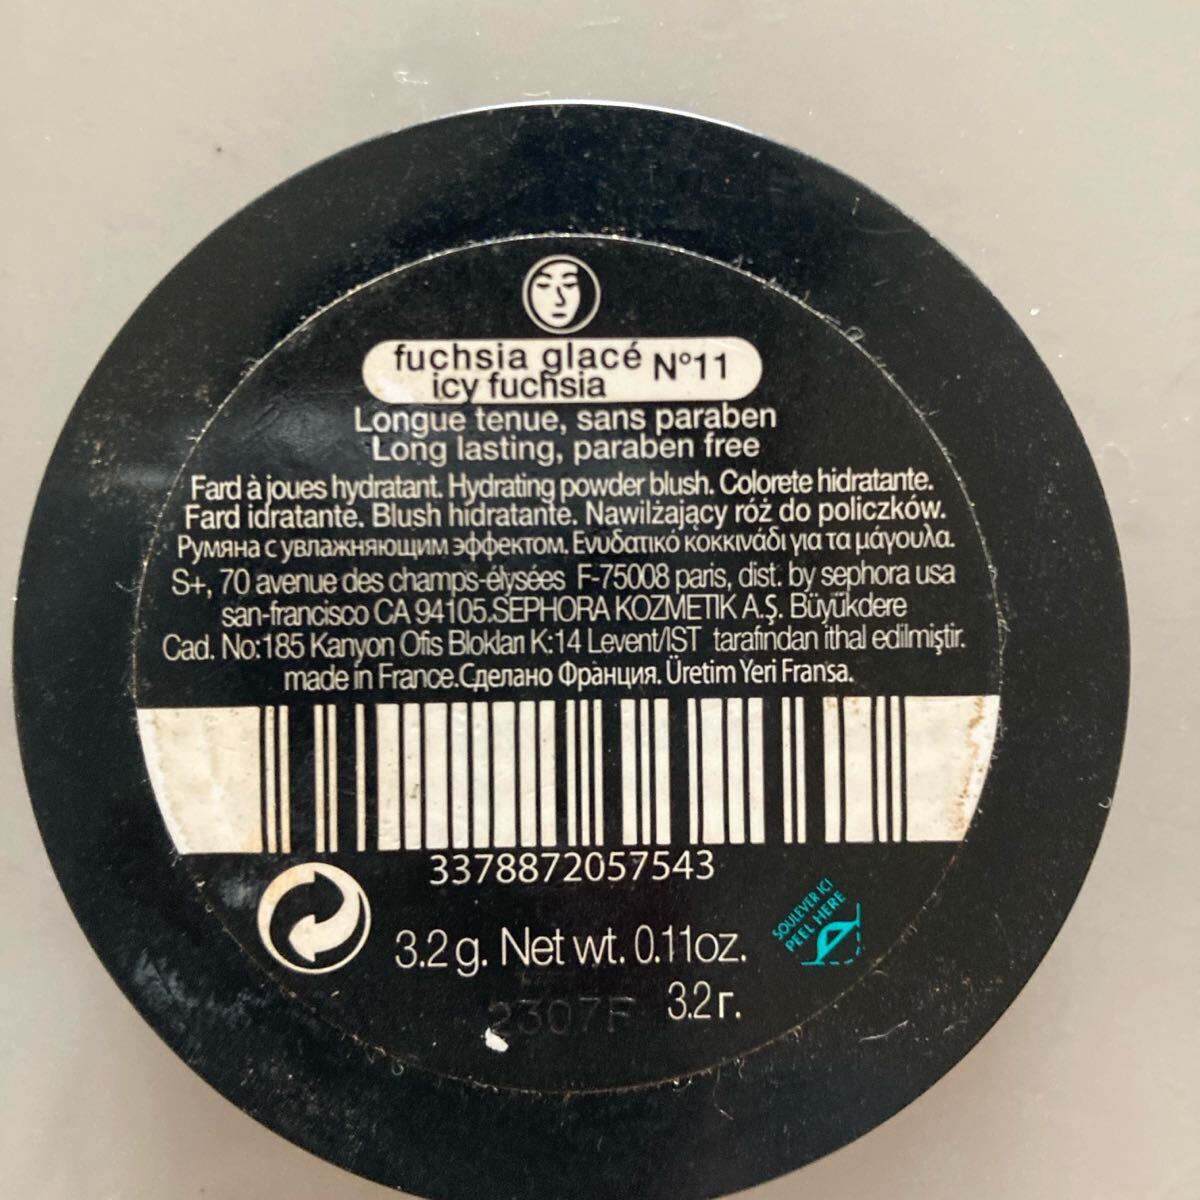 fuchsia glacé N°11
icy fuchsia
Longue tenue, sans paraben
Long lasting, paraben free
Fard à joues hydratant. Hydrating powder blush. Colorete hidratante.
Fard idratante. Blush hidratante. Nawilżający róż do policzków.
Румяна с увлажняющим эффектом. Ενυδατικό κοκκινάδι για τα μάγουλα.
S+, 70 avenue des champs-élysées F-75008 paris, dist. by sephora usa
san-francisco CA 94105.SEPHORA KOZMETIK A.Ş. Büyükdere
Cad. No:185 Kanyon Ofis Blokları K:14 Levent/IST tarafından ithal edilmiştir.
made in France.Сделано Франция. Üretim Yeri Fransa.
3378872057543
SOULEVER ICI
PEEL HERE
3.2g. Net wt. 0.11oz.
2307F 3.2г.